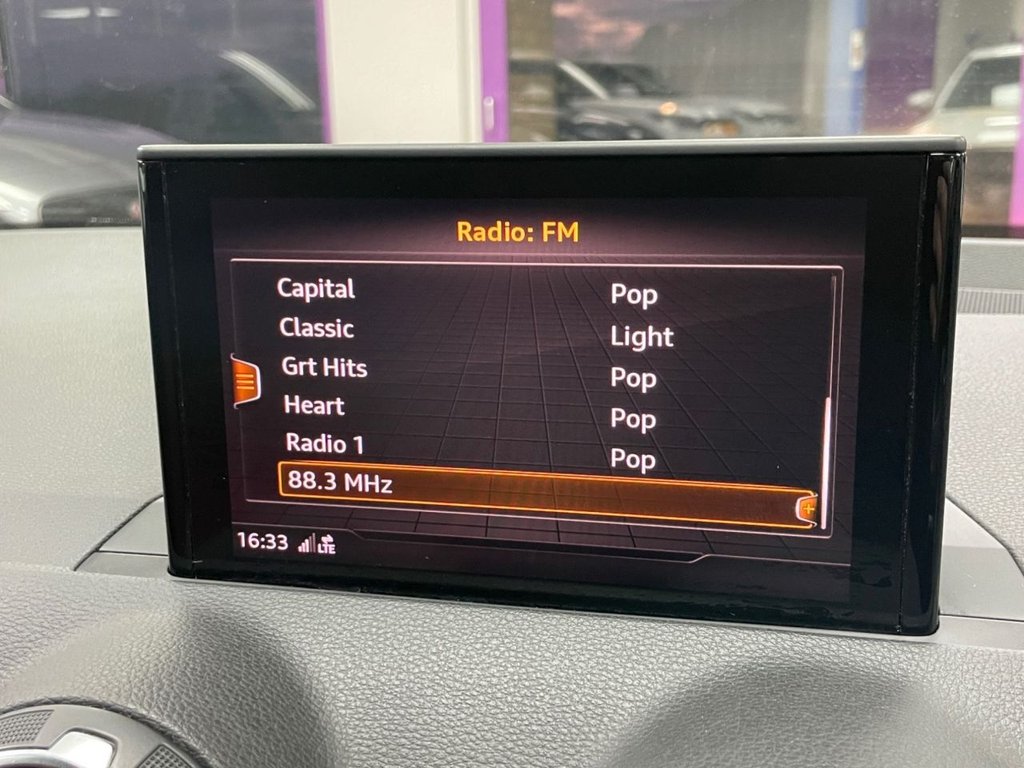 Radio: FM
Capital Pop
Classic Light
Grt Hits Pop
Heart Pop
Radio 1 Pop
88.3 MHz
16:33 LTE